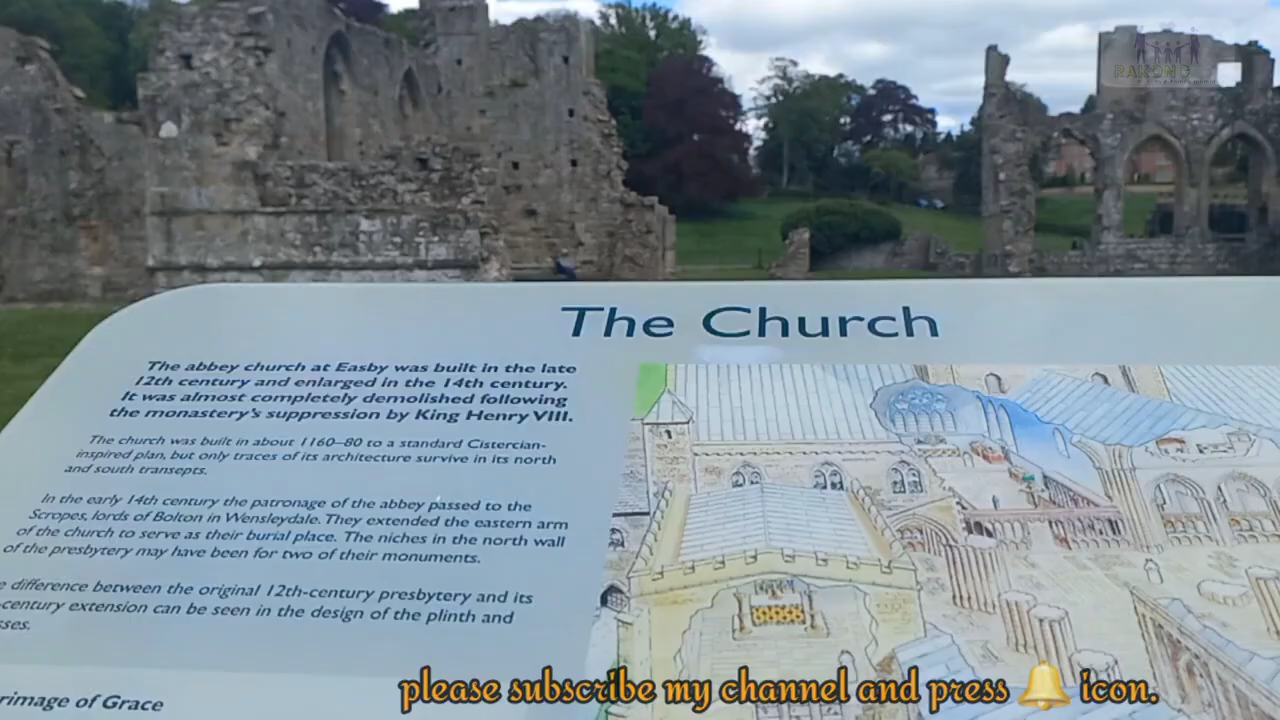 The Church
The abbey church at Easby was built in the late
12th century and enlarged in the 14th century.
It was almost completely demolished following
the monastery's suppression by King Henry VIII.
The church was built in about 1160–80 to a standard Cistercian-
inspired plan, but only traces of its architecture survive in its north
and south transepts.
In the early 14th century the patronage of the abbey passed to the
Scropes, lords of Bolton in Wensleydale. They extended the eastern arm
of the church to serve as their burial place. The niches in the north wall
of the presbytery may have been for two of their monuments.
difference between the original 12th-century presbytery and its
-century extension can be seen in the design of the plinth and
of Grace
please subscribe my channel and press 🔔 icon.